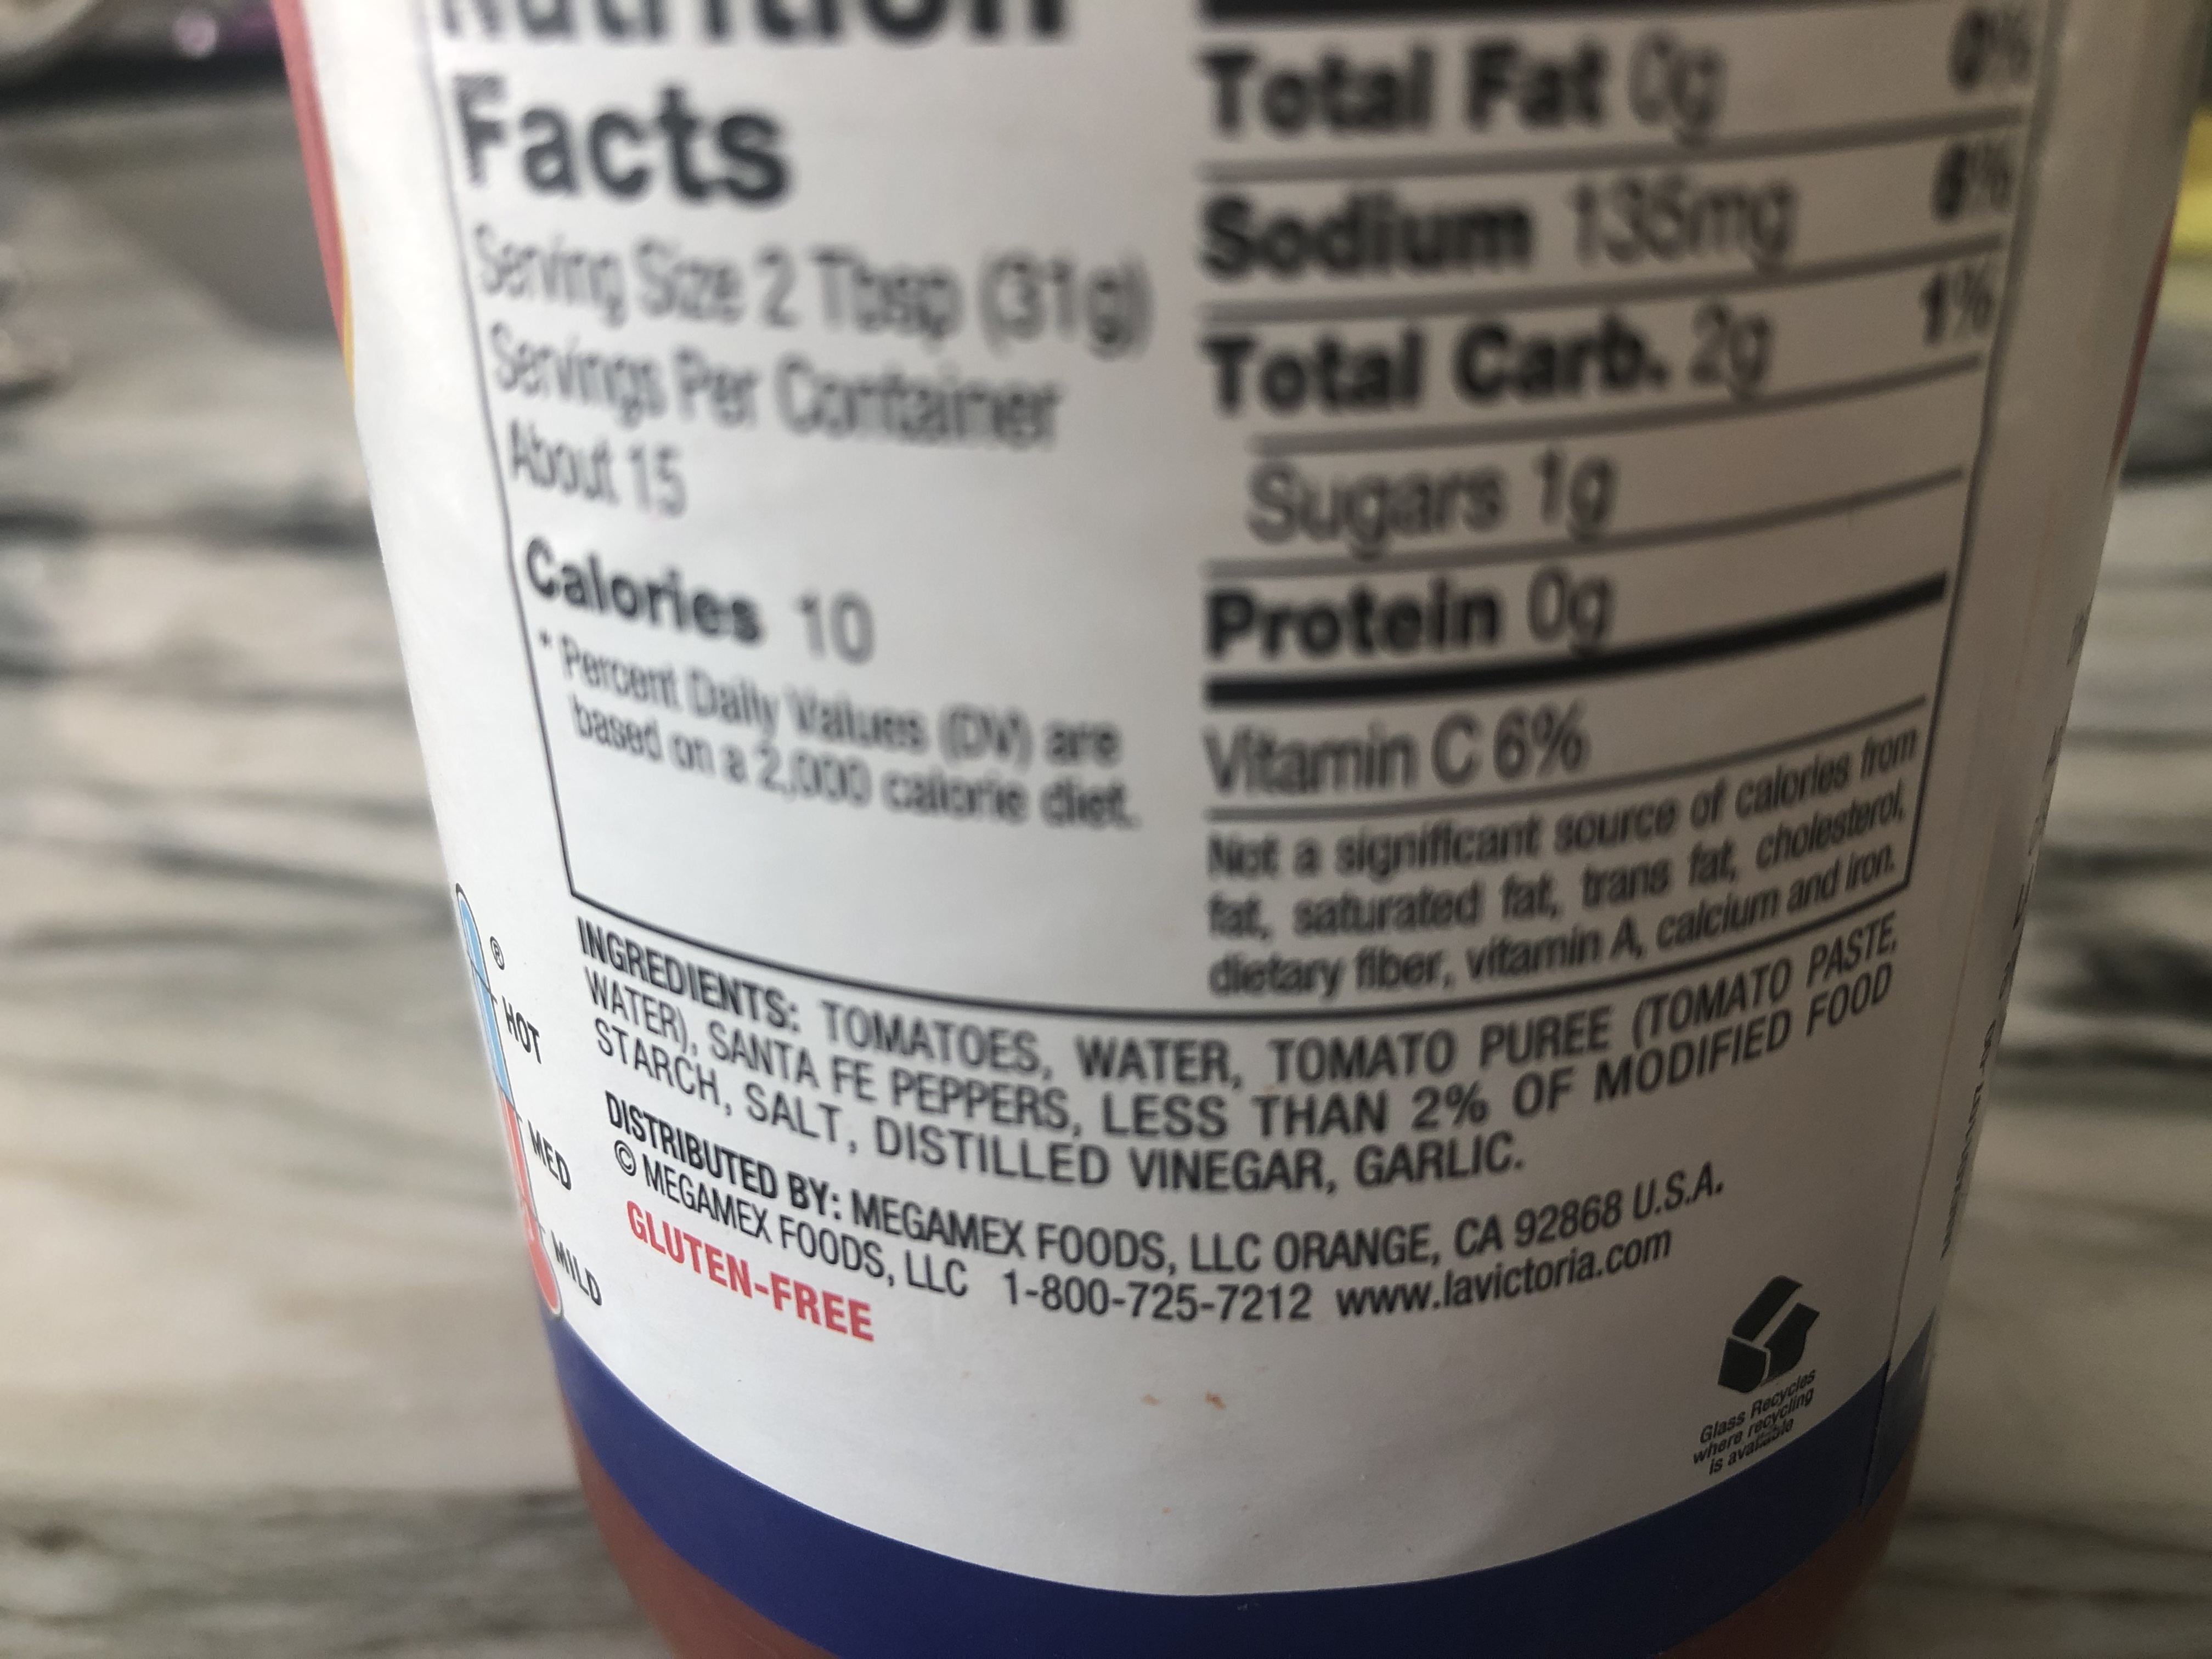 Nutrition
Facts
Serving Size 2 Tbsp (31g)
Servings Per Container
About 15
Calories 10
* Percent Daily Values (DV) are
based on a 2,000 calorie diet.
Total Fat 0g 0%
Sodium 135mg 6%
Total Carb. 2g 1%
Sugars 1g
Protein 0g
Vitamin C 6%
Not a significant source of calories from
fat, saturated fat, trans fat, cholesterol,
dietary fiber, vitamin A, calcium and iron.
INGREDIENTS: TOMATOES, WATER, TOMATO PUREE (TOMATO PASTE,
WATER), SANTA FE PEPPERS, LESS THAN 2% OF MODIFIED FOOD
STARCH, SALT, DISTILLED VINEGAR, GARLIC.
DISTRIBUTED BY: MEGAMEX FOODS, LLC ORANGE, CA 92868 U.S.A.
© MEGAMEX FOODS, LLC 1-800-725-7212 www.lavictoria.com
GLUTEN-FREE
®
HOT
MED
MILD
Glass Recycles
where recycling
is available